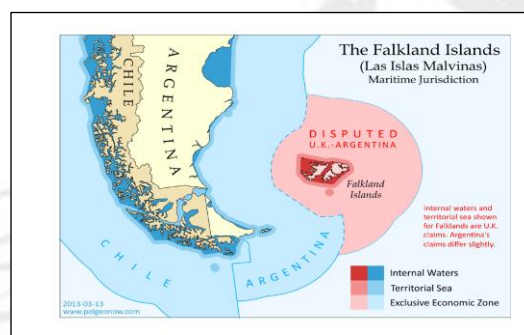 The Falkland Islands
(Las Islas Malvinas)
Maritime Jurisdiction
CHILE
ARGENTINA
DISPUTED
U.K.-ARGENTINA
Falkland
Islands
Internal waters and
territorial sea shown
for Falklands are U.K.
claims. Argentina's
claims differ slightly.
CHILE
ARGENTINA
Internal Waters
Territorial Sea
Exclusive Economic Zone
2013-03-13
www.polgeonow.com